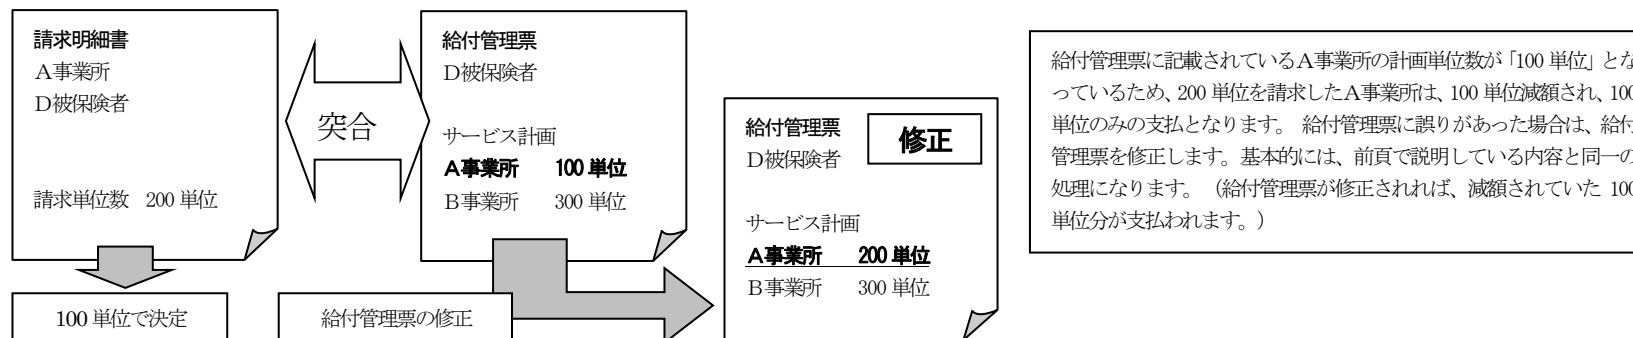 請求明細書
A事業所
D被保険者
請求単位数 200 単位
100 単位で決定
突合
給付管理票
D被保険者
サービス計画
A事業所 100 単位
B事業所 300 単位
給付管理票の修正
給付管理票
修正
D被保険者
サービス計画
A事業所 200 単位
B事業所 300 単位
給付管理票に記載されているA事業所の計画単位数が「100 単位」とな
っているため、200 単位を請求したA事業所は、100 単位減額され、100
単位のみの支払となります。 給付管理票に誤りがあった場合は、給付
管理票を修正します。基本的には、前頁で説明している内容と同一の
処理になります。 (給付管理票が修正されれば、減額されていた 100
単位分が支払われます。)